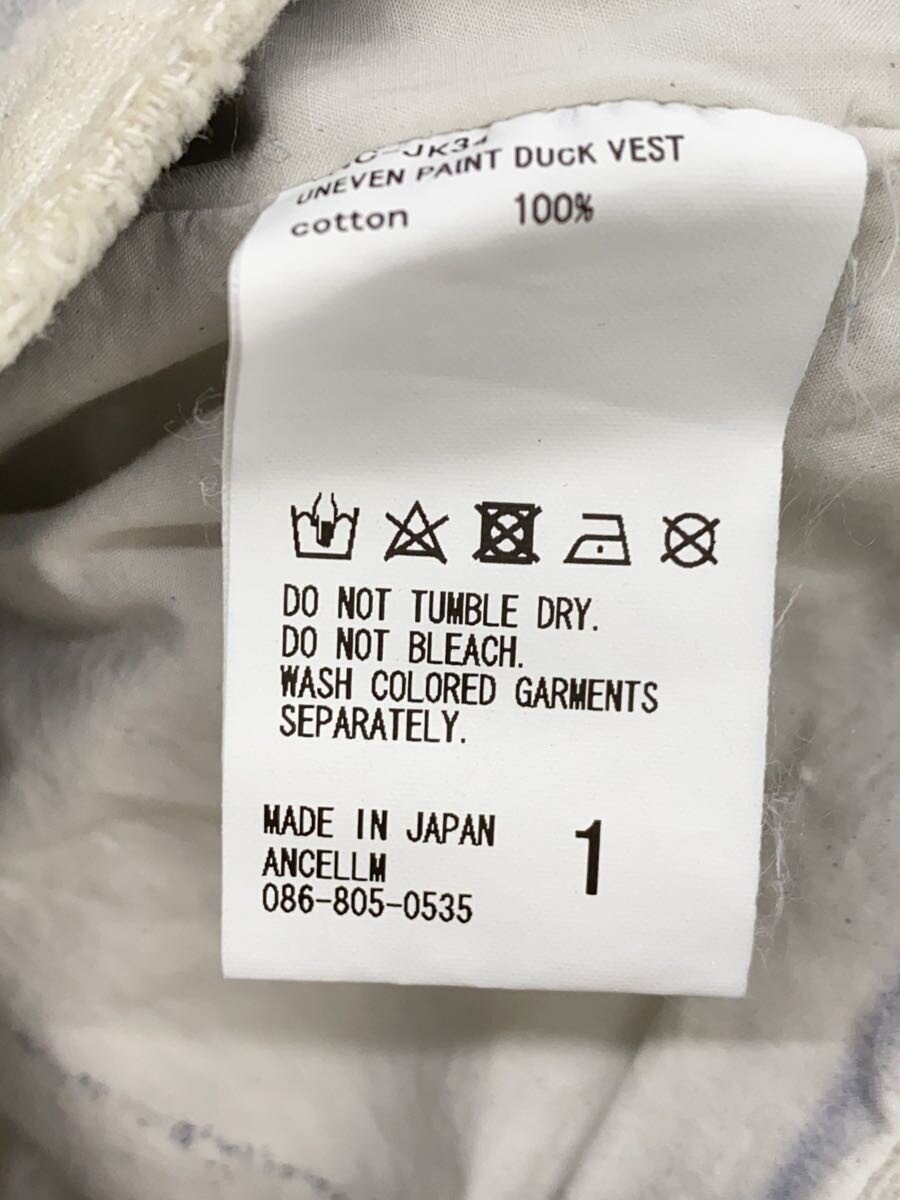 UNEVEN PAINT DUCK VEST
cotton 100%
DO NOT TUMBLE DRY.
DO NOT BLEACH.
WASH COLORED GARMENTS
SEPARATELY.
MADE IN JAPAN 1
ANCELLM
086-805-0535